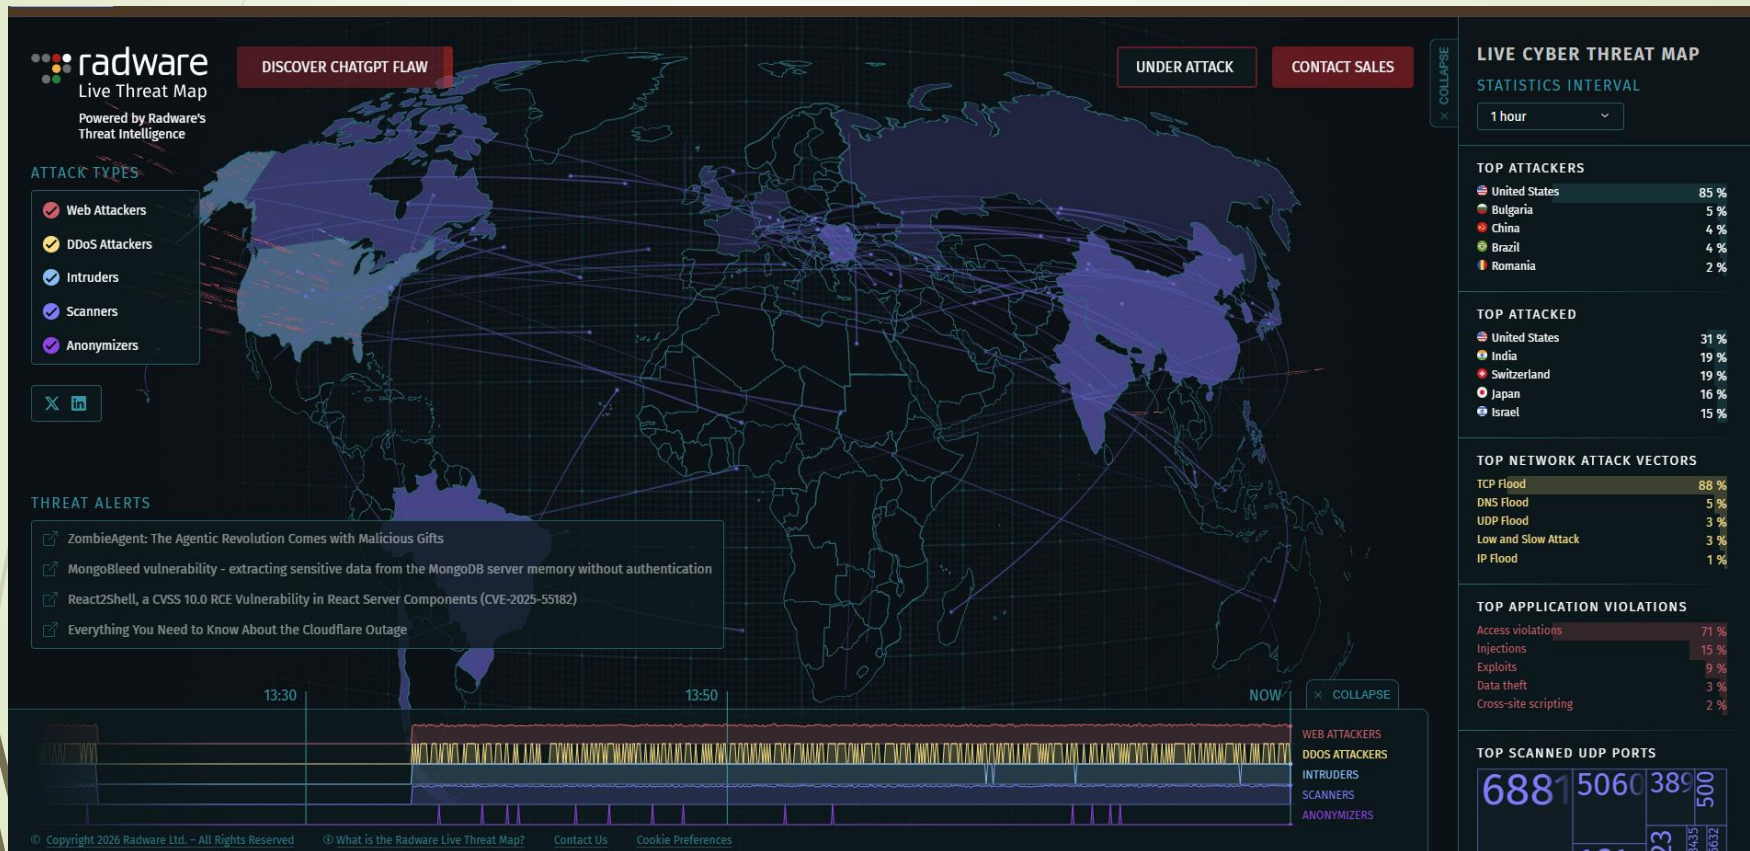 radware
Live Threat Map
Powered by Radware's
Threat Intelligence
DISCOVER CHATGPT FLAW
UNDER ATTACK
CONTACT SALES
× COLLAPSE
ATTACK TYPES
Web Attackers
DDoS Attackers
Intruders
Scanners
Anonymizers
THREAT ALERTS
ZombieAgent: The Agentic Revolution Comes with Malicious Gifts
MongoBleed vulnerability - extracting sensitive data from the MongoDB server memory without authentication
React2Shell, a CVSS 10.0 RCE Vulnerability in React Server Components (CVE-2025-55182)
Everything You Need to Know About the Cloudflare Outage
13:30
13:50
NOW
× COLLAPSE
WEB ATTACKERS
DDOS ATTACKERS
INTRUDERS
SCANNERS
ANONYMIZERS
© Copyright 2026 Radware Ltd. – All Rights Reserved
What is the Radware Live Threat Map?
Contact Us
Cookie Preferences
LIVE CYBER THREAT MAP
STATISTICS INTERVAL
1 hour
TOP ATTACKERS
United States 85 %
Bulgaria 5 %
China 4 %
Brazil 4 %
Romania 2 %
TOP ATTACKED
United States 31 %
India 19 %
Switzerland 19 %
Japan 16 %
Israel 15 %
TOP NETWORK ATTACK VECTORS
TCP Flood 88 %
DNS Flood 5 %
UDP Flood 3 %
Low and Slow Attack 3 %
IP Flood 1 %
TOP APPLICATION VIOLATIONS
Access violations 71 %
Injections 15 %
Exploits 9 %
Data theft 3 %
Cross-site scripting 2 %
TOP SCANNED UDP PORTS
6881
5060
389
500